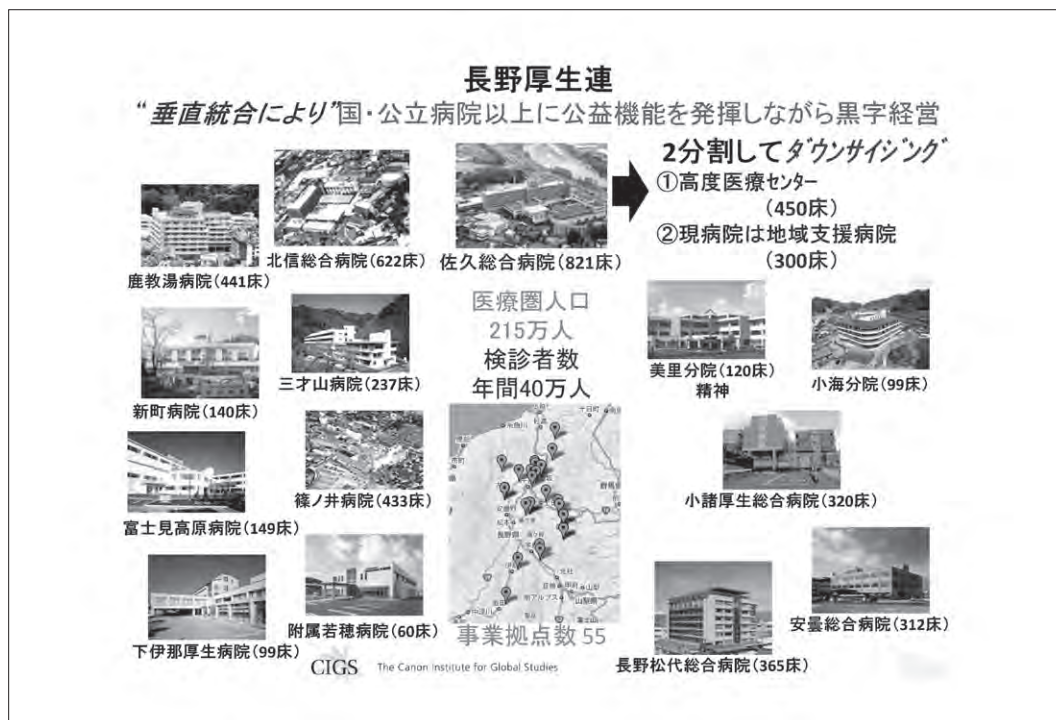 長野厚生連
“垂直統合により”国・公立病院以上に公益機能を発揮しながら黒字経営
2分割してダウンサイジング
①高度医療センター
(450床)
②現病院は地域支援病院
(300床)
鹿教湯病院(441床)
北信総合病院(622床)
佐久総合病院(821床)
医療圏人口
215万人
検診者数
年間40万人
新町病院(140床)
三才山病院(237床)
美里分院(120床)
精神
小海分院(99床)
富士見高原病院(149床)
篠ノ井病院(433床)
小諸厚生総合病院(320床)
下伊那厚生病院(99床)
附属若穂病院(60床)
事業拠点数 55
長野松代総合病院(365床)
安曇総合病院(312床)
CIGS The Canon Institute for Global Studies